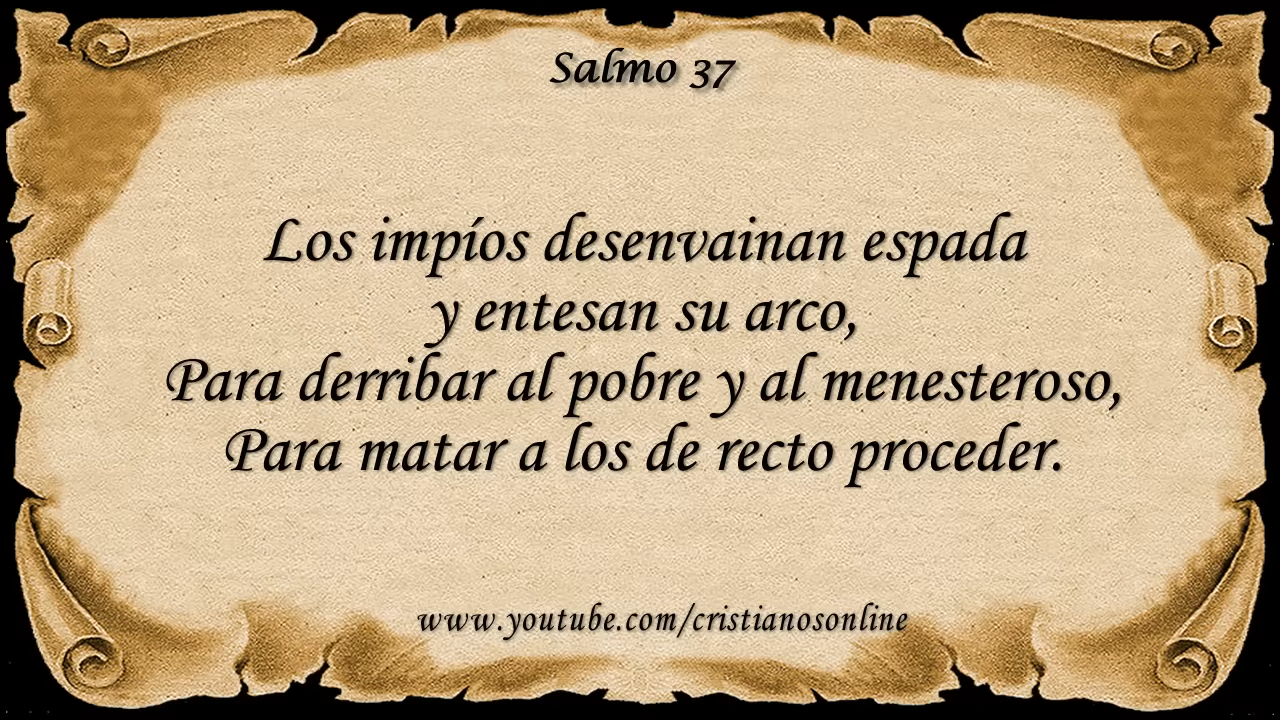 Salmo 37
Los impíos desenvainan espada
y entesan su arco,
Para derribar al pobre y al menesteroso,
Para matar a los de recto proceder.
www.youtube.com/cristianosonline